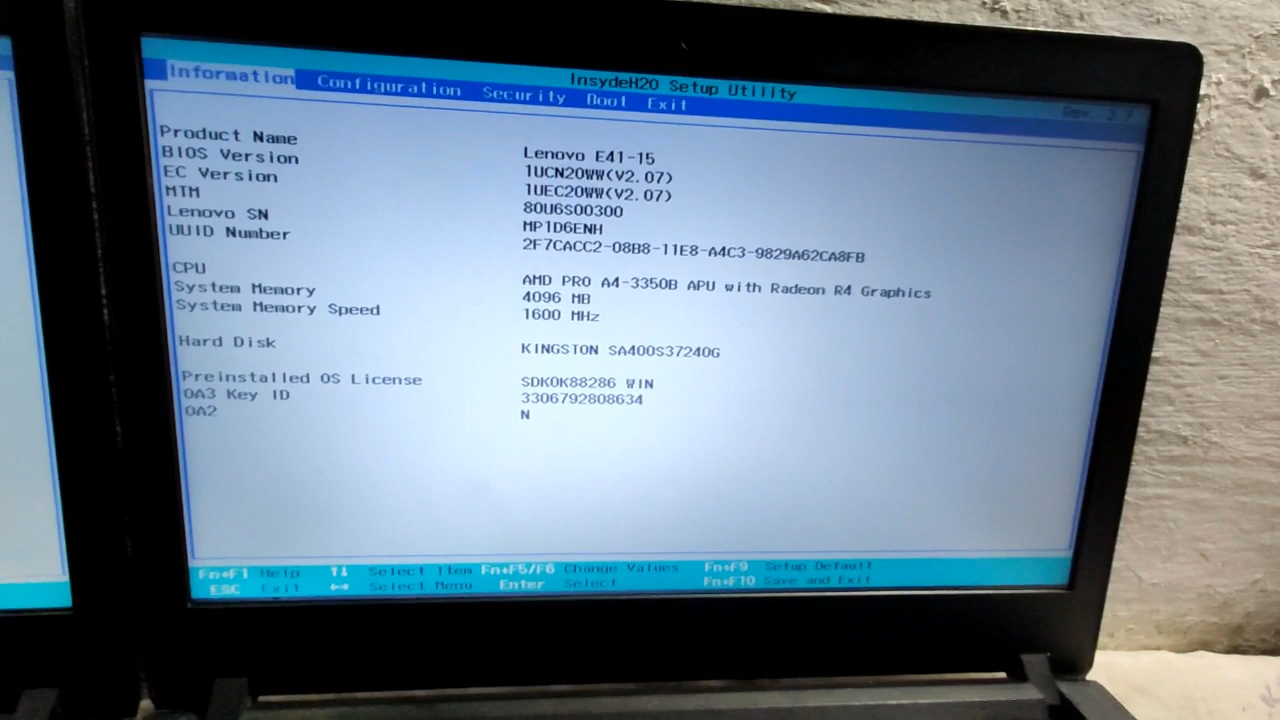 InsydeH20 Setup Utility
Information Configuration Security Boot Exit
Product Name Lenovo E41-15
BIOS Version 1UCN20WW(V2.07)
EC Version 1UEC20WW(V2.07)
MTM 80U6S00300
Lenovo SN MP1D6ENH
UUID Number 2F7CACC2-08B8-11E8-A4C3-9829A62CA8FB
CPU AMD PRO A4-3350B APU with Radeon R4 Graphics
System Memory 4096 MB
System Memory Speed 1600 MHz
Hard Disk KINGSTON SA400S37240G
Preinstalled OS License SDK0K88286 WIN
OA3 Key ID 3306792808634
OA2 N
Fn+F1 Help ↑↓ Select Item Fn+F5/F6 Change Values Fn+F9 Setup Default
ESC Exit ↔ Select Menu Enter Select Fn+F10 Save and Exit